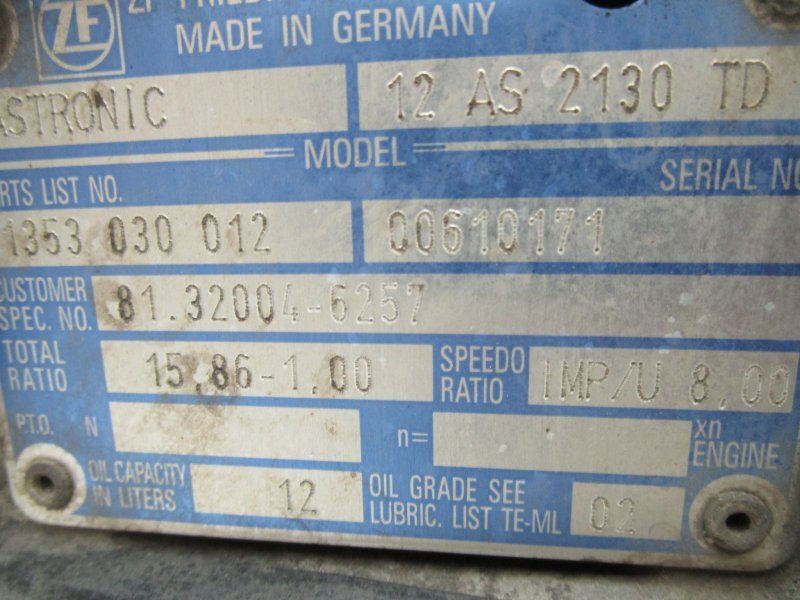 ZF
MADE IN GERMANY
ASTRONIC 12 AS 2130 TD
MODEL
PARTS LIST NO. SERIAL NO
1353 030 012 00610171
CUSTOMER SPEC. NO. 81.32004-6257
TOTAL RATIO 15,86-1.00 SPEEDO RATIO IMP/U 8,00
P.T.O. N n= xn ENGINE
OIL CAPACITY IN LITERS 12 OIL GRADE SEE LUBRIC. LIST TE-ML 02